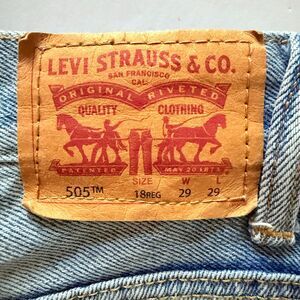 LEVI STRAUSS & CO.
SAN FRANCISCO
CAL.
ORIGINAL RIVETED
QUALITY CLOTHING
PATENTED MAY 20 1873
SIZE W L
505™ 18REG 29 29